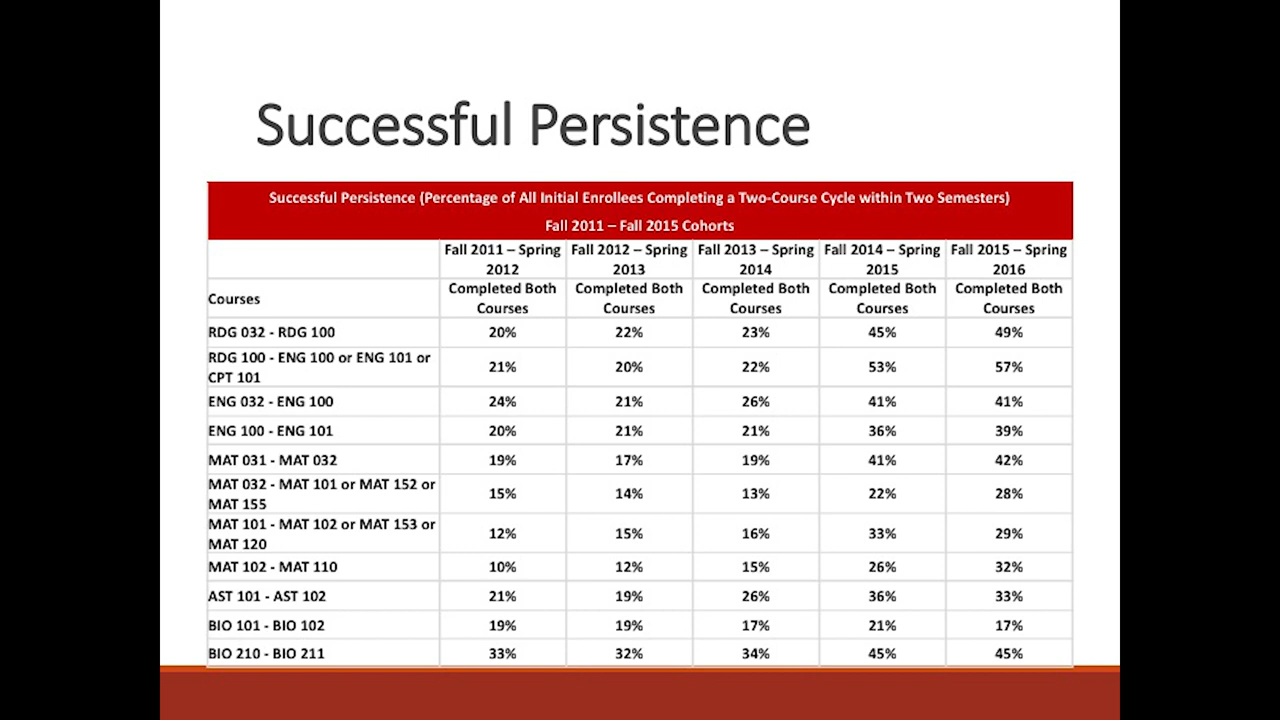 Successful Persistence
Successful Persistence (Percentage of All Initial Enrollees Completing a Two-Course Cycle within Two Semesters)
Fall 2011 – Fall 2015 Cohorts
Fall 2011 – Spring 2012 Fall 2012 – Spring 2013 Fall 2013 – Spring 2014 Fall 2014 – Spring 2015 Fall 2015 – Spring 2016
Courses Completed Both Courses Completed Both Courses Completed Both Courses Completed Both Courses Completed Both Courses
RDG 032 - RDG 100 20% 22% 23% 45% 49%
RDG 100 - ENG 100 or ENG 101 or CPT 101 21% 20% 22% 53% 57%
ENG 032 - ENG 100 24% 21% 26% 41% 41%
ENG 100 - ENG 101 20% 21% 21% 36% 39%
MAT 031 - MAT 032 19% 17% 19% 41% 42%
MAT 032 - MAT 101 or MAT 152 or MAT 155 15% 14% 13% 22% 28%
MAT 101 - MAT 102 or MAT 153 or MAT 120 12% 15% 16% 33% 29%
MAT 102 - MAT 110 10% 12% 15% 26% 32%
AST 101 - AST 102 21% 19% 26% 36% 33%
BIO 101 - BIO 102 19% 19% 17% 21% 17%
BIO 210 - BIO 211 33% 32% 34% 45% 45%